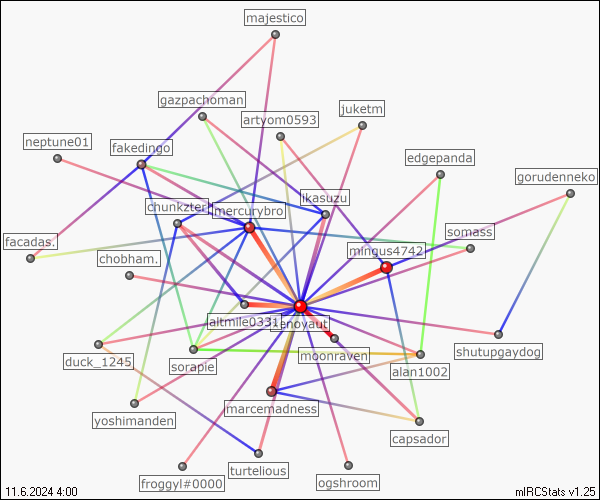 majestico
gazpachoman
juketm
artyom0593
neptune01
fakedingo
edgepanda
gorudenneko
ikasuzu
chunkzter
mercurybro
somass
facadas.
mingus4742
chobham.
altmile0331
zenoyaut
moonraven
shutupgaydog
duck_1245
sorapie
alan1002
marcemadness
yoshimanden
capsador
turtelious
froggyl#0000
ogshroom
11.6.2024 4:00
mIRCStats v1.25